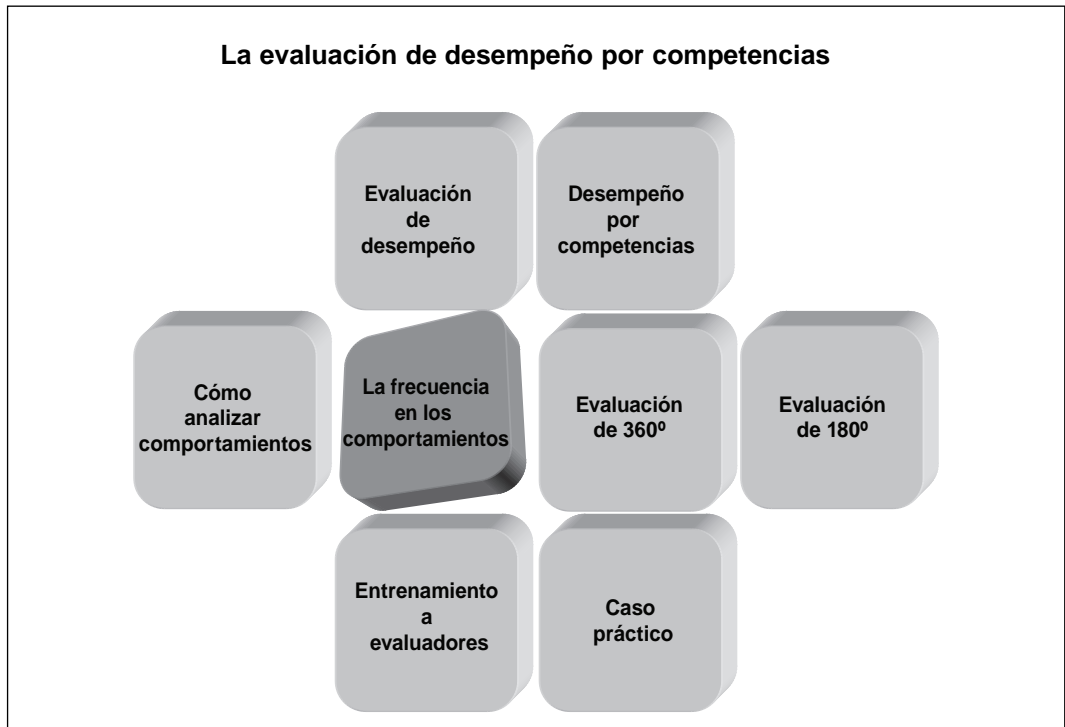 La evaluación de desempeño por competencias
Evaluación
de
desempeño
Desempeño
por
competencias
Cómo
analizar
comportamientos
La frecuencia
en los
comportamientos
Evaluación
de 360º
Evaluación
de 180º
Entrenamiento
a
evaluadores
Caso
práctico